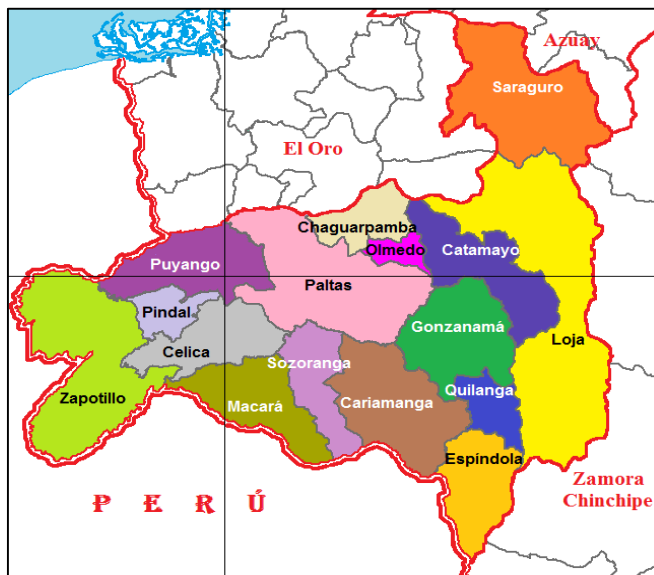 Azuay
Saraguro
El Oro
Chaguarpamba
Olmedo
Catamayo
Puyango
Paltas
Pindal
Gonzanamá
Loja
Celica
Sozoranga
Zapotillo
Macará
Cariamanga
Quilanga
Espíndola
Zamora
Chinchipe
PERÚ